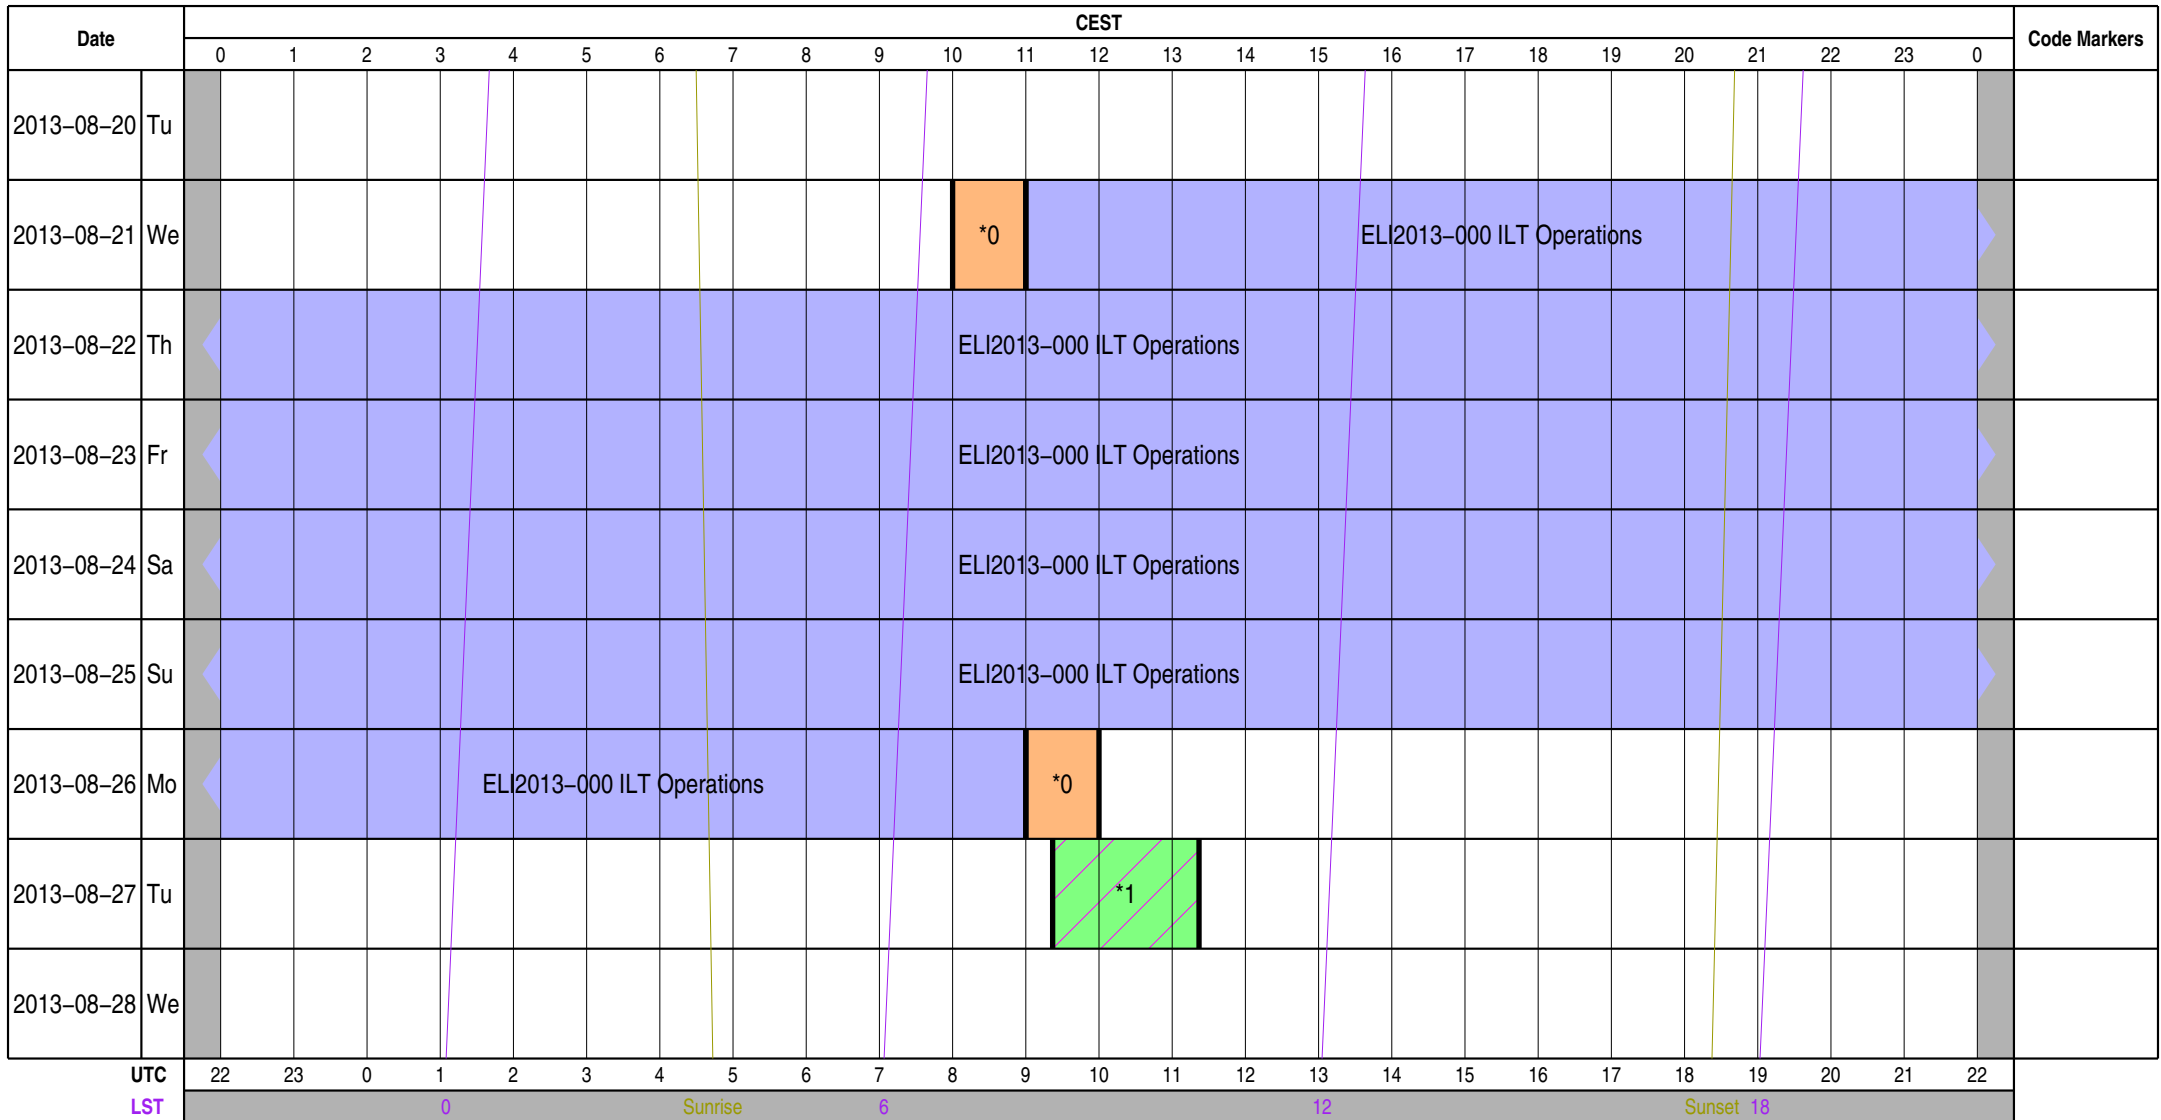 Date CEST Code Markers
0 1 2 3 4 5 6 7 8 9 10 11 12 13 14 15 16 17 18 19 20 21 22 23 0
2013−08−20 Tu
2013−08−21 We *0 ELI2013−000 ILT Operations
2013−08−22 Th ELI2013−000 ILT Operations
2013−08−23 Fr ELI2013−000 ILT Operations
2013−08−24 Sa ELI2013−000 ILT Operations
2013−08−25 Su ELI2013−000 ILT Operations
2013−08−26 Mo ELI2013−000 ILT Operations *0
2013−08−27 Tu *1
2013−08−28 We
UTC 22 23 0 1 2 3 4 5 6 7 8 9 10 11 12 13 14 15 16 17 18 19 20 21 22
LST 0 Sunrise 6 12 Sunset 18